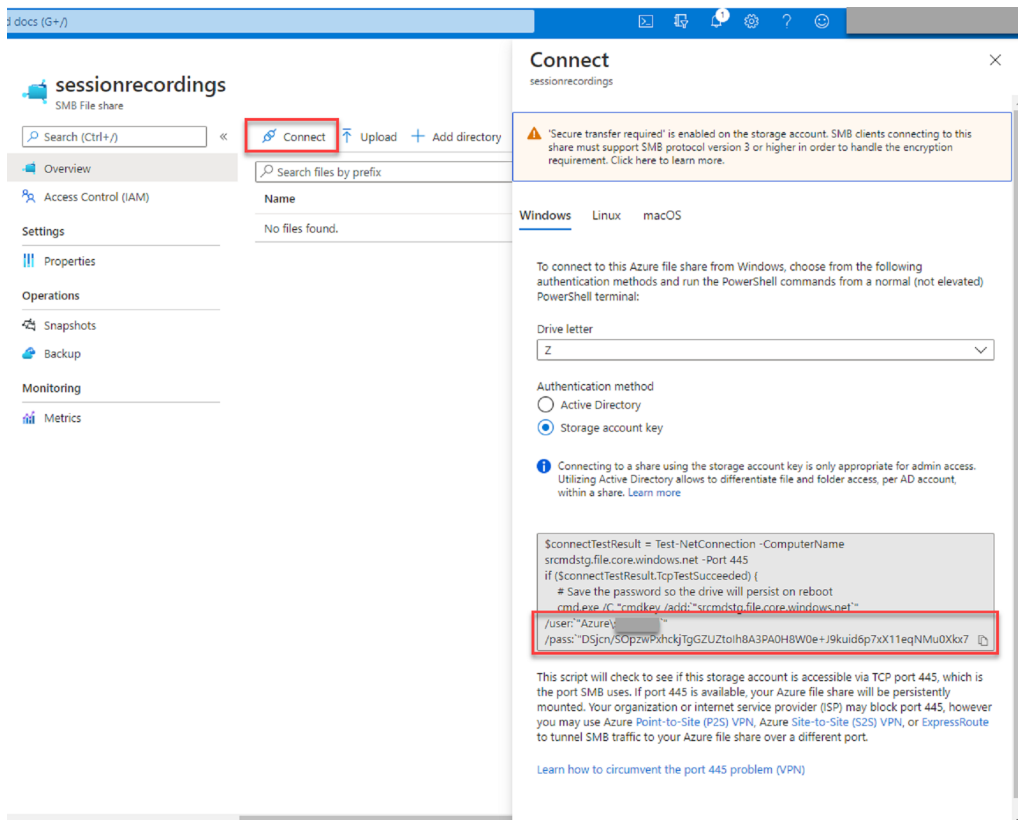 d docs (G+/)
1
sessionrecordings
SMB File share
Search (Ctrl+/)
«
Overview
Access Control (IAM)
Settings
Properties
Operations
Snapshots
Backup
Monitoring
Metrics
Connect
Upload
Add directory
Search files by prefix
Name
No files found.
Connect
sessionrecordings
'Secure transfer required' is enabled on the storage account. SMB clients connecting to this
share must support SMB protocol version 3 or higher in order to handle the encryption
requirement. Click here to learn more.
Windows Linux macOS
To connect to this Azure file share from Windows, choose from the following
authentication methods and run the PowerShell commands from a normal (not elevated)
PowerShell terminal:
Drive letter
Z
Authentication method
Active Directory
Storage account key
Connecting to a share using the storage account key is only appropriate for admin access.
Utilizing Active Directory allows to differentiate file and folder access, per AD account,
within a share. Learn more
$connectTestResult = Test-NetConnection -ComputerName
srcmdstg.file.core.windows.net -Port 445
if ($connectTestResult.TcpTestSucceeded) {
# Save the password so the drive will persist on reboot
cmd.exe /C "cmdkey /add:`"srcmdstg.file.core.windows.net`"
/user:`"Azure\ `"
/pass:`"DSjcn/SOpzwPxhckjTgGZUZtoIh8A3PA0H8W0e+J9kuid6p7xX11eqNMu0Xkx7
This script will check to see if this storage account is accessible via TCP port 445, which is
the port SMB uses. If port 445 is available, your Azure file share will be persistently
mounted. Your organization or internet service provider (ISP) may block port 445, however
you may use Azure Point-to-Site (P2S) VPN, Azure Site-to-Site (S2S) VPN, or ExpressRoute
to tunnel SMB traffic to your Azure file share over a different port.
Learn how to circumvent the port 445 problem (VPN)